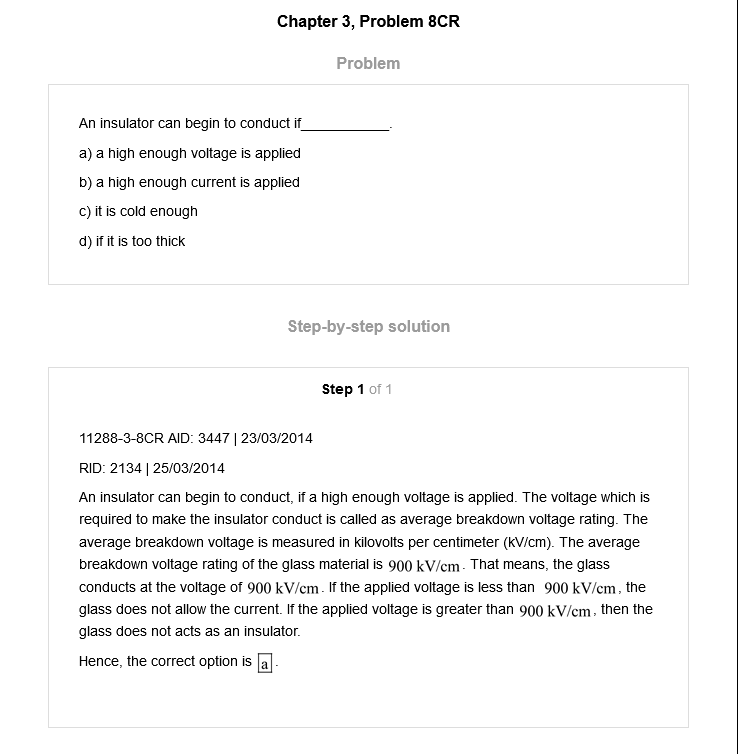 Chapter 3, Problem 8CR
Problem
An insulator can begin to conduct if____________.
a) a high enough voltage is applied
b) a high enough current is applied
c) it is cold enough
d) if it is too thick
Step-by-step solution
Step 1 of 1
11288-3-8CR AID: 3447 | 23/03/2014
RID: 2134 | 25/03/2014
An insulator can begin to conduct, if a high enough voltage is applied. The voltage which is
required to make the insulator conduct is called as average breakdown voltage rating. The
average breakdown voltage is measured in kilovolts per centimeter (kV/cm). The average
breakdown voltage rating of the glass material is 900 kV/cm. That means, the glass
conducts at the voltage of 900 kV/cm. If the applied voltage is less than 900 kV/cm, the
glass does not allow the current. If the applied voltage is greater than 900 kV/cm, then the
glass does not acts as an insulator.
Hence, the correct option is a.